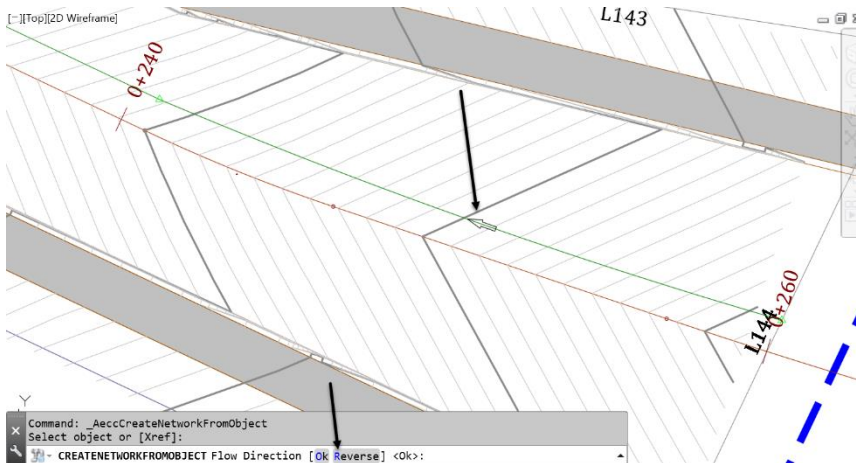 [-][Top][2D Wireframe]
L143
0+240
0+260
L144
Y
Command: _AeccCreateNetworkFromObject
Select object or [Xref]:
CREATENETWORKFROMOBJECT Flow Direction [Ok Reverse] <Ok>: